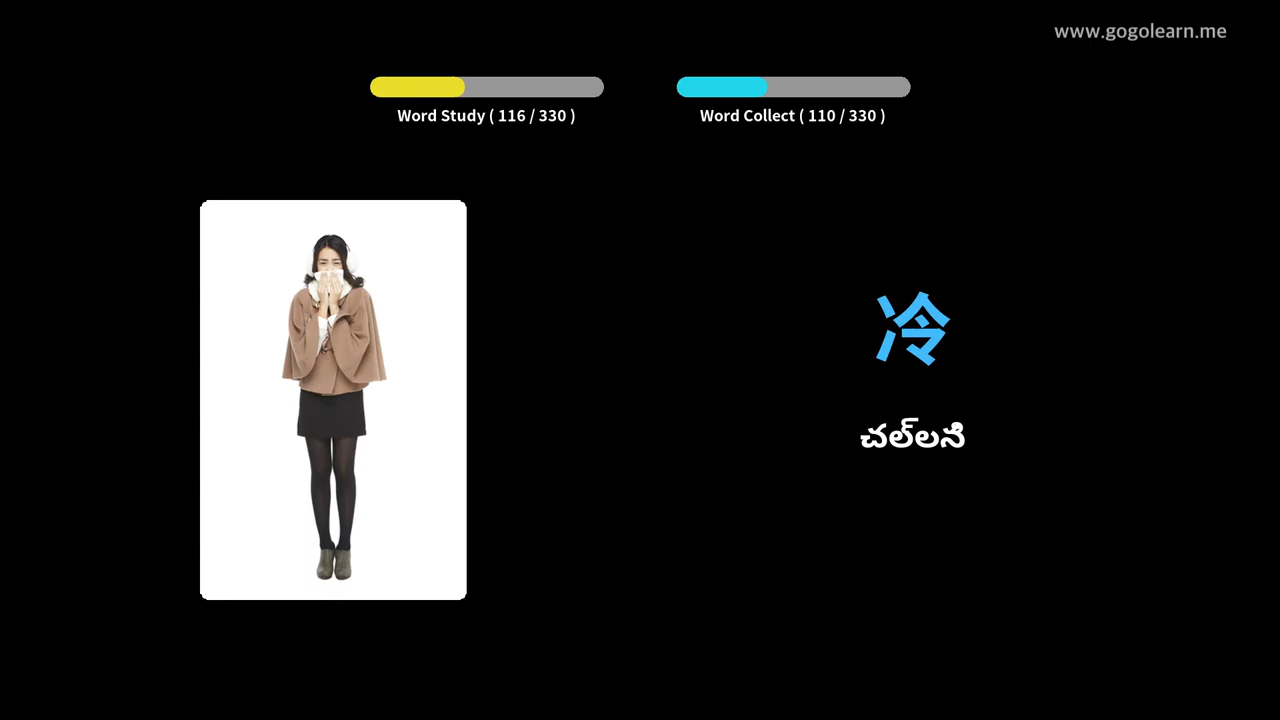 www.gogolearn.me
Word Study ( 116 / 330 )
Word Collect ( 110 / 330 )
冷
చల్‌లని